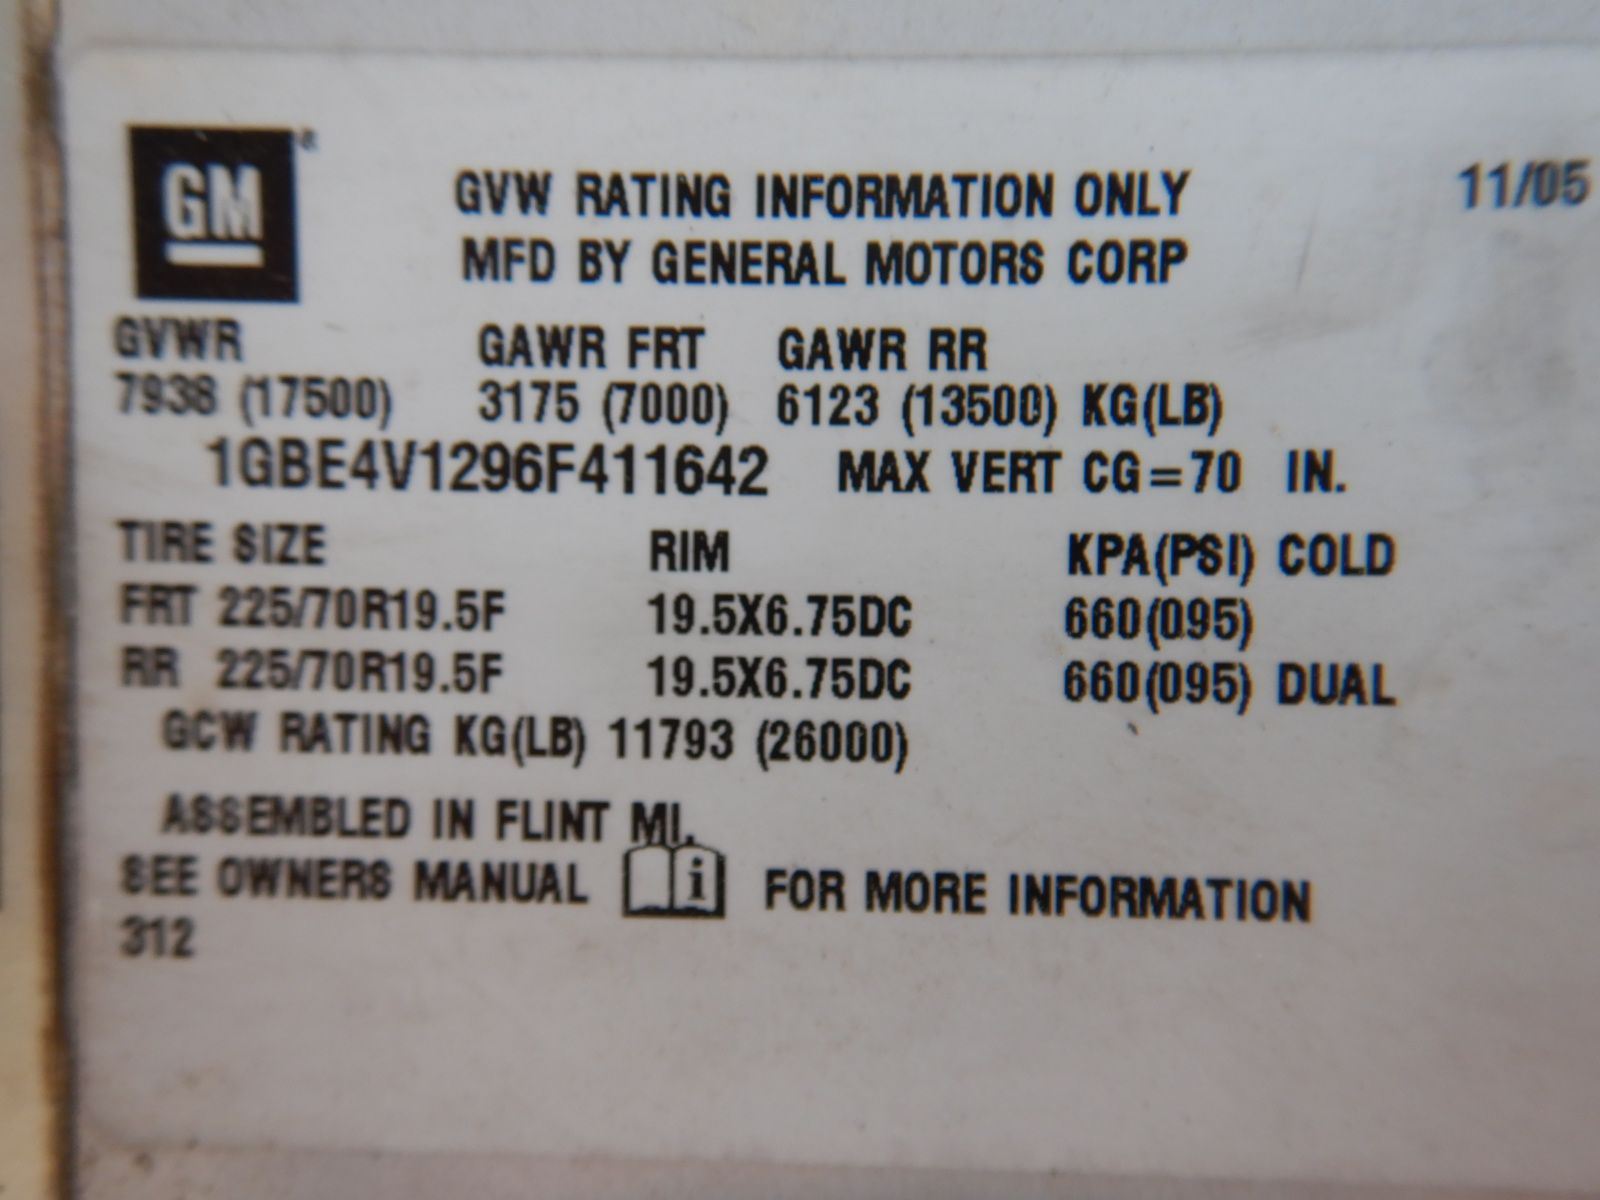 GM
GVW RATING INFORMATION ONLY 11/05
MFD BY GENERAL MOTORS CORP
GVWR GAWR FRT GAWR RR
7938 (17500) 3175 (7000) 6123 (13500) KG(LB)
1GBE4V1296F411642 MAX VERT CG=70 IN.
TIRE SIZE RIM KPA(PSI) COLD
FRT 225/70R19.5F 19.5X6.75DC 660(095)
RR 225/70R19.5F 19.5X6.75DC 660(095) DUAL
GCW RATING KG(LB) 11793 (26000)
ASSEMBLED IN FLINT MI.
SEE OWNERS MANUAL i FOR MORE INFORMATION
312